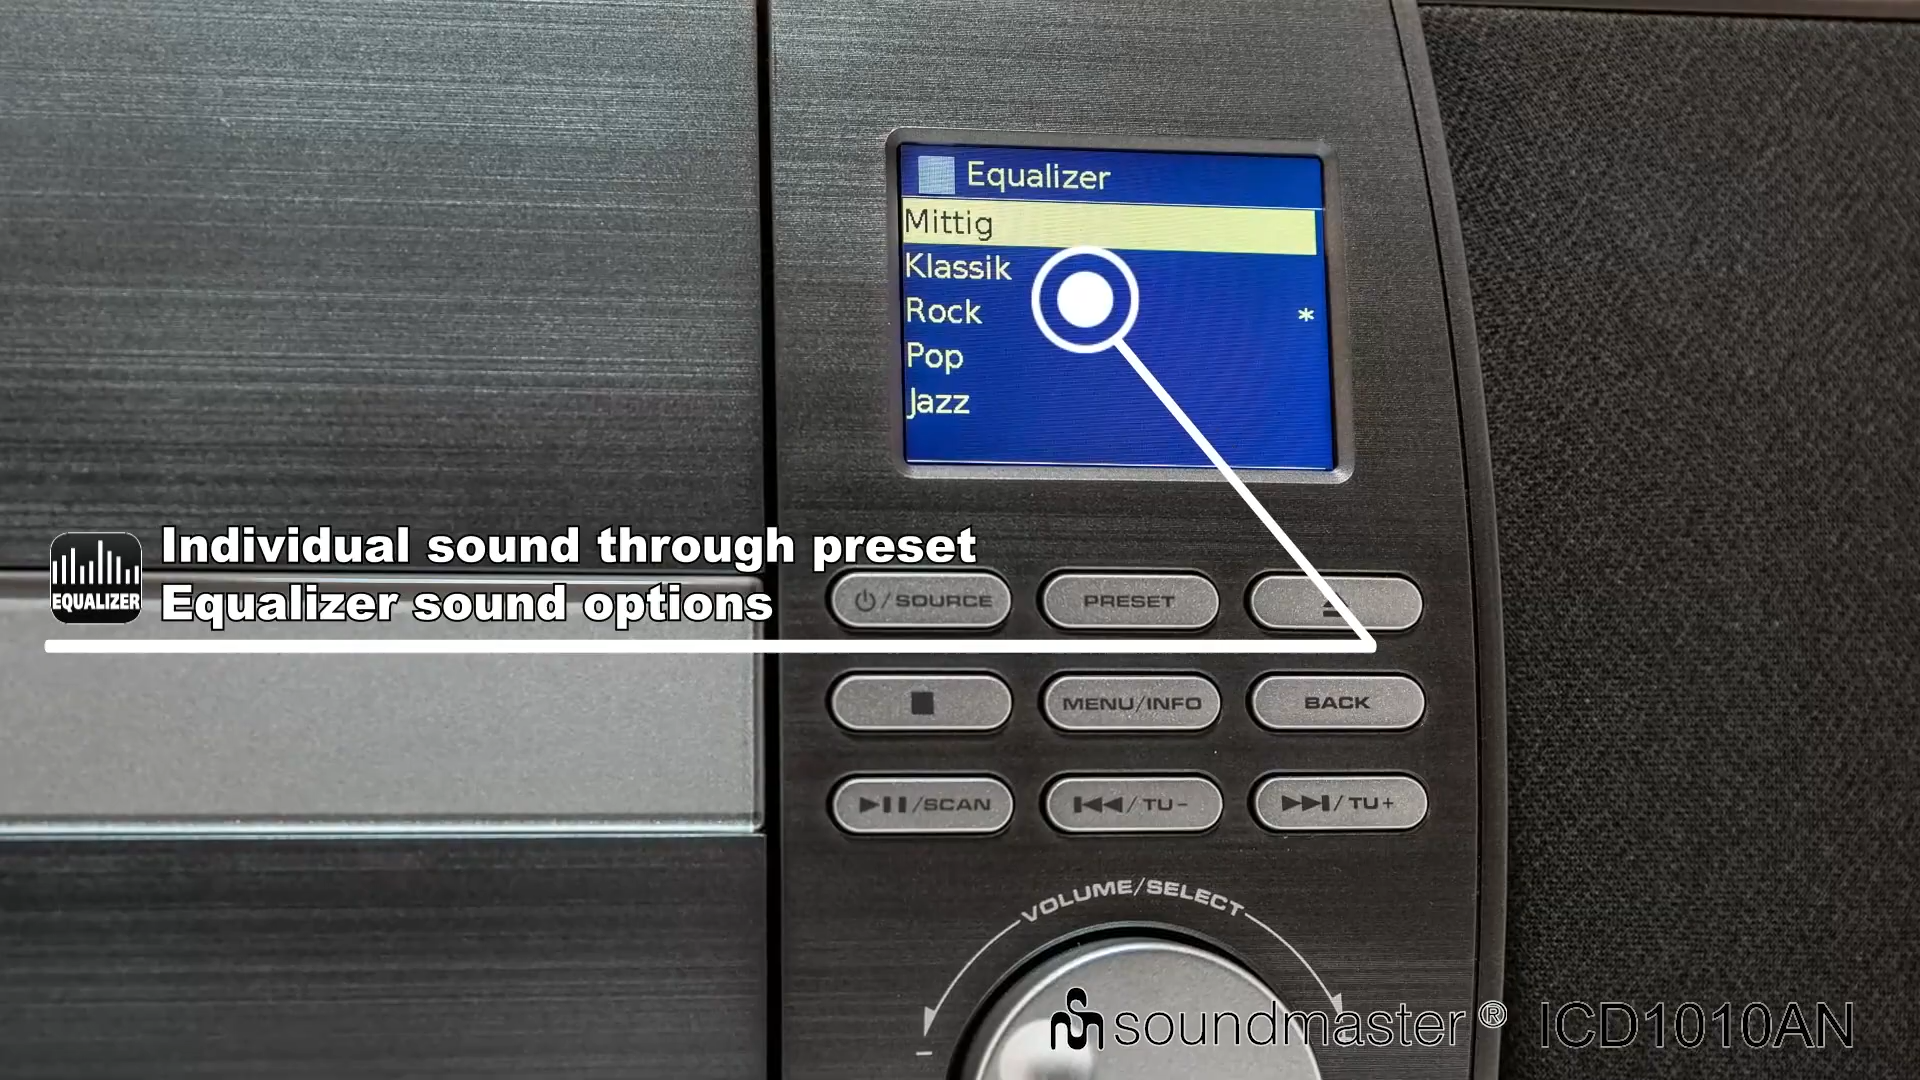 Equalizer
Mittig
Klassik
Rock *
Pop
Jazz
Individual sound through preset
Equalizer sound options
EQUALIZER
/SOURCE
PRESET
MENU/INFO
BACK
/SCAN
/TU-
/TU+
VOLUME/SELECT
-
soundmaster® ICD1010AN